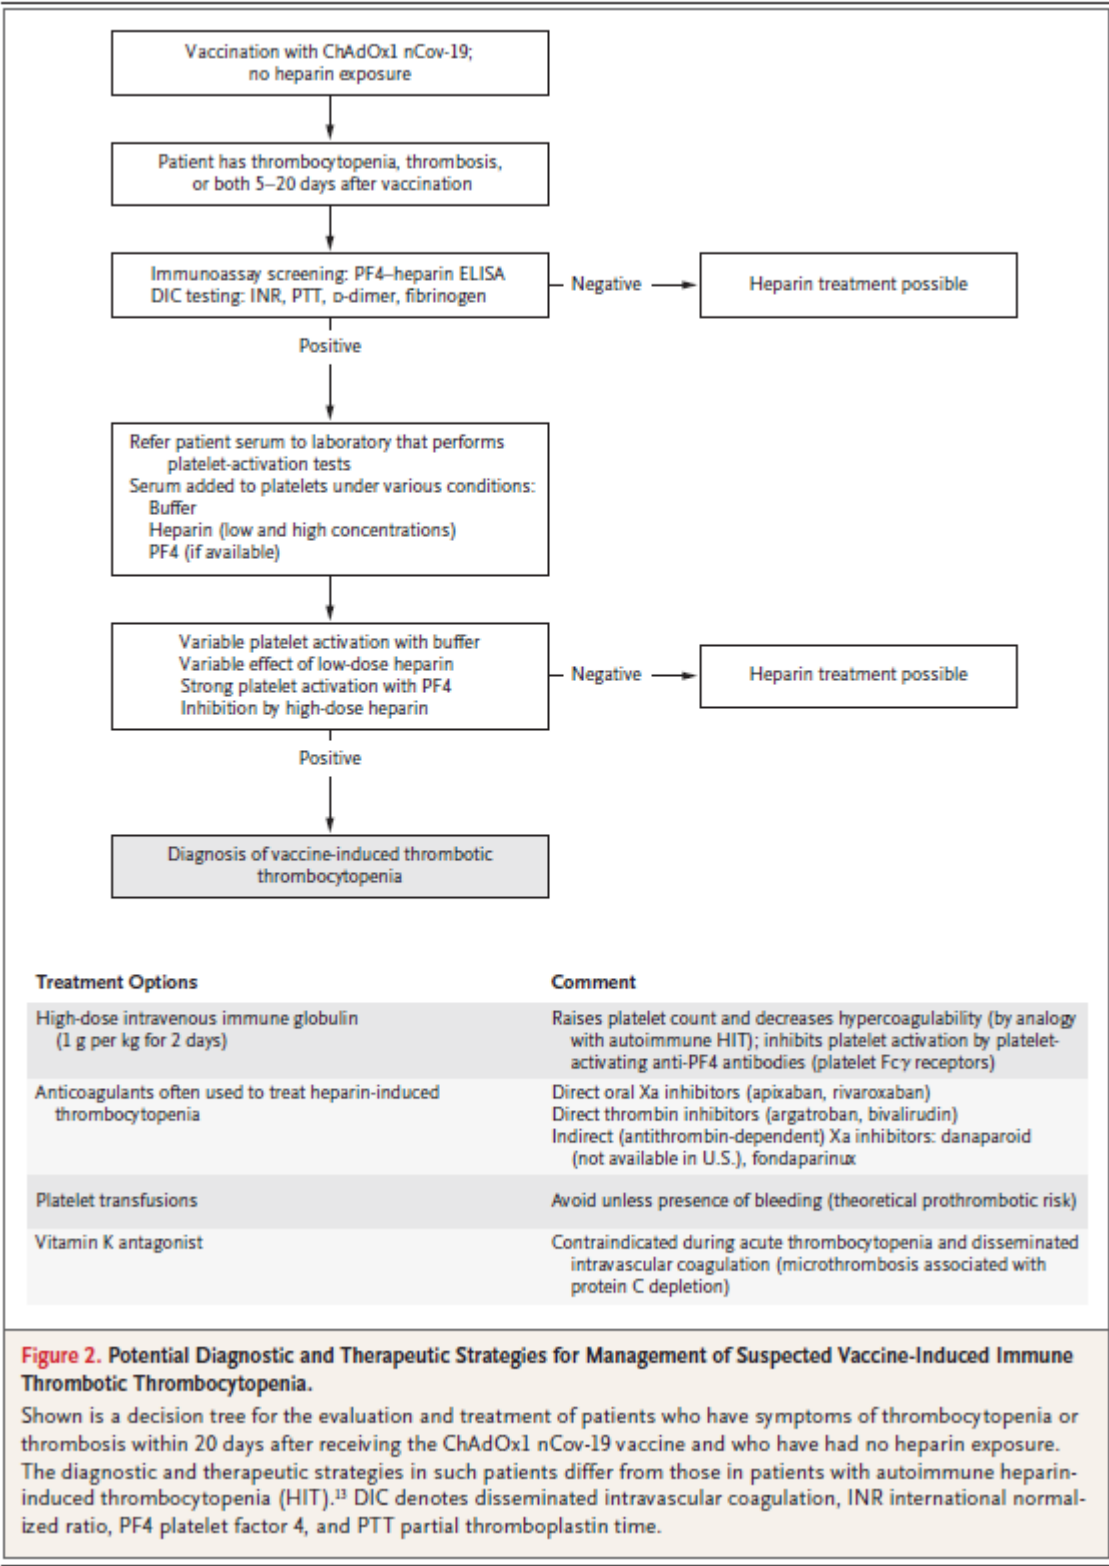 Vaccination with ChAdOx1 nCov-19;
no heparin exposure
Patient has thrombocytopenia, thrombosis,
or both 5–20 days after vaccination
Immunoassay screening: PF4–heparin ELISA
DIC testing: INR, PTT, D-dimer, fibrinogen
Negative
Heparin treatment possible
Positive
Refer patient serum to laboratory that performs
platelet-activation tests
Serum added to platelets under various conditions:
Buffer
Heparin (low and high concentrations)
PF4 (if available)
Variable platelet activation with buffer
Variable effect of low-dose heparin
Strong platelet activation with PF4
Inhibition by high-dose heparin
Negative
Heparin treatment possible
Positive
Diagnosis of vaccine-induced thrombotic
thrombocytopenia
Treatment Options
Comment
High-dose intravenous immune globulin
(1 g per kg for 2 days)
Raises platelet count and decreases hypercoagulability (by analogy
with autoimmune HIT); inhibits platelet activation by platelet-
activating anti-PF4 antibodies (platelet Fcγ receptors)
Anticoagulants often used to treat heparin-induced
thrombocytopenia
Direct oral Xa inhibitors (apixaban, rivaroxaban)
Direct thrombin inhibitors (argatroban, bivalirudin)
Indirect (antithrombin-dependent) Xa inhibitors: danaparoid
(not available in U.S.), fondaparinux
Platelet transfusions
Avoid unless presence of bleeding (theoretical prothrombotic risk)
Vitamin K antagonist
Contraindicated during acute thrombocytopenia and disseminated
intravascular coagulation (microthrombosis associated with
protein C depletion)
Figure 2. Potential Diagnostic and Therapeutic Strategies for Management of Suspected Vaccine-Induced Immune
Thrombotic Thrombocytopenia.
Shown is a decision tree for the evaluation and treatment of patients who have symptoms of thrombocytopenia or
thrombosis within 20 days after receiving the ChAdOx1 nCov-19 vaccine and who have had no heparin exposure.
The diagnostic and therapeutic strategies in such patients differ from those in patients with autoimmune heparin-
induced thrombocytopenia (HIT).¹³ DIC denotes disseminated intravascular coagulation, INR international normal-
ized ratio, PF4 platelet factor 4, and PTT partial thromboplastin time.